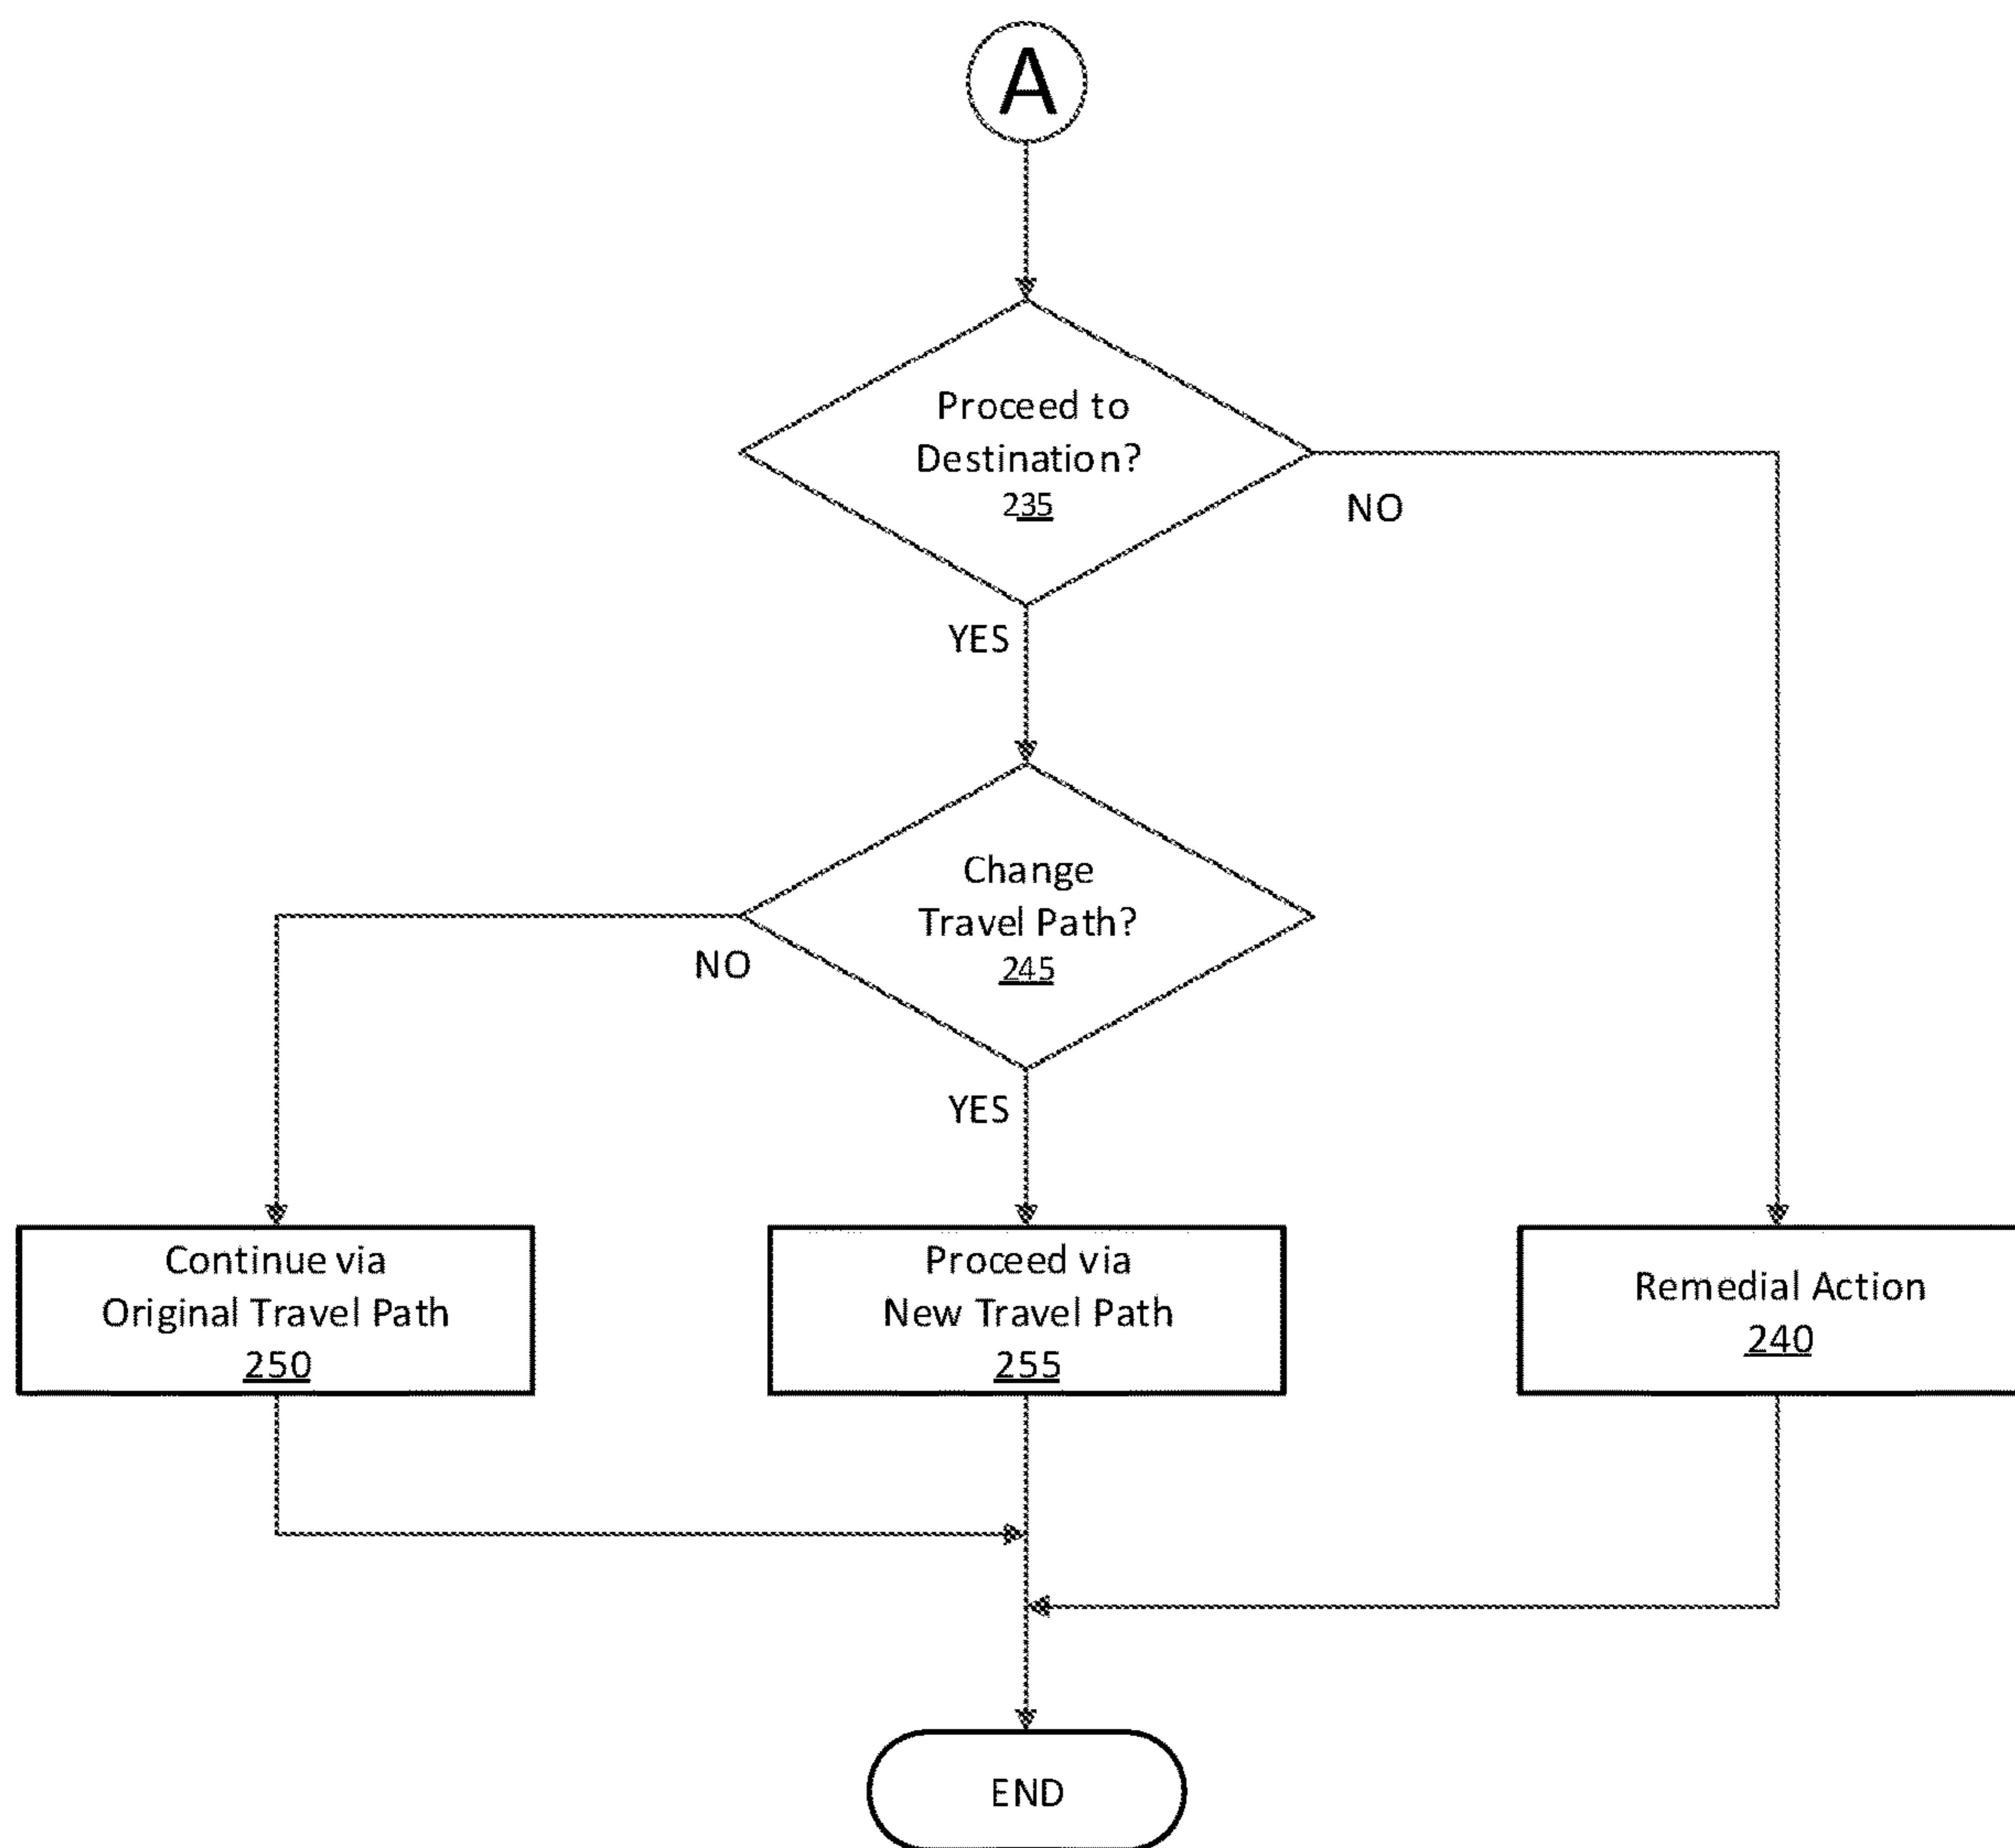 A
Proceed to
Destination?
235
NO
YES
Change
Travel Path?
245
NO
YES
Continue via
Original Travel Path
250
Proceed via
New Travel Path
255
Remedial Action
240
END